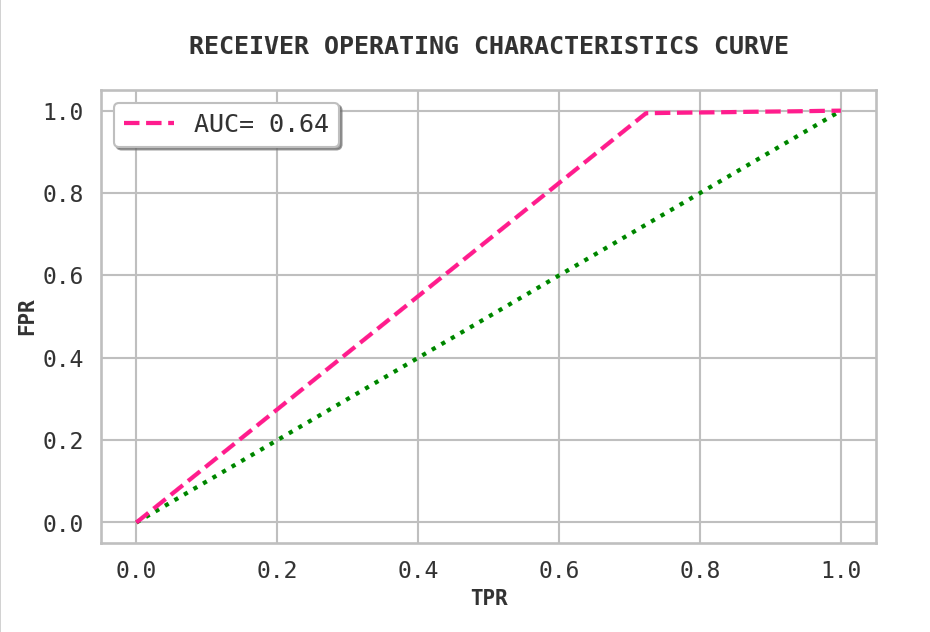 RECEIVER OPERATING CHARACTERISTICS CURVE
AUC= 0.64
1.0
0.8
0.6
0.4
0.2
0.0
FPR
0.0 0.2 0.4 0.6 0.8 1.0
TPR